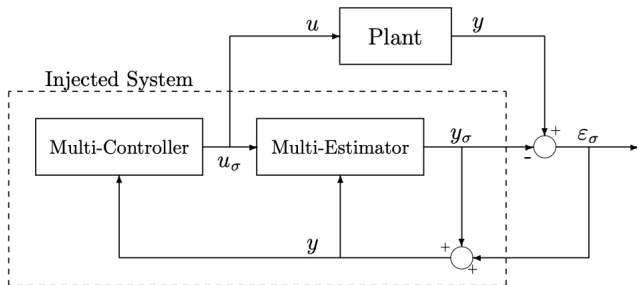 u
Plant
y
Injected System
Multi-Controller
u_σ
Multi-Estimator
y_σ
+
-
ε_σ
y
+
+